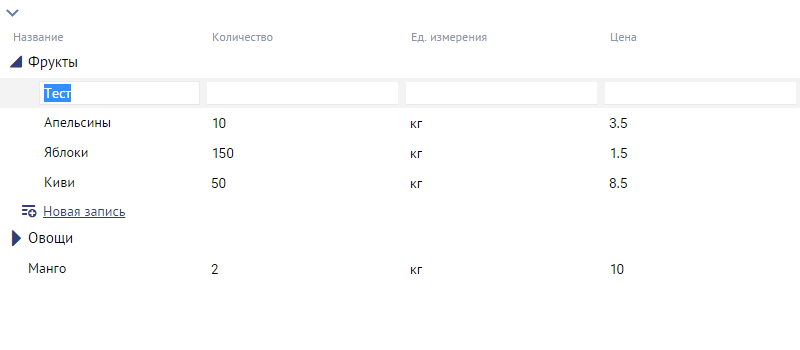 Название Количество Ед. измерения Цена
Фрукты
Тест
Апельсины 10 кг 3.5
Яблоки 150 кг 1.5
Киви 50 кг 8.5
Новая запись
Овощи
Манго 2 кг 10